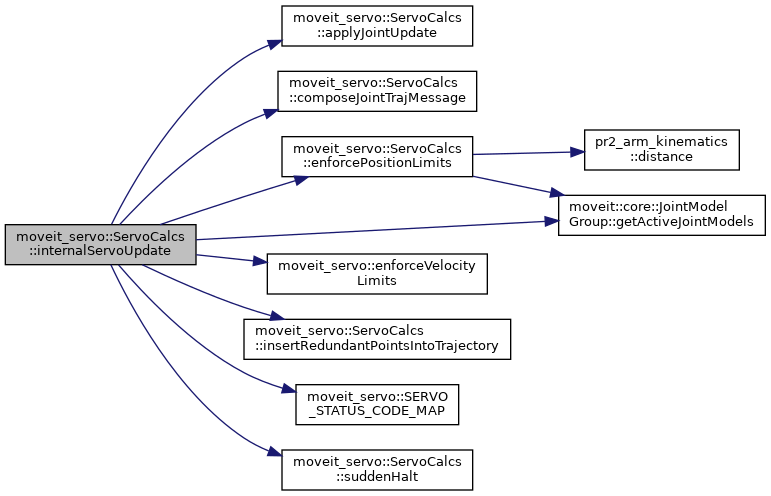 moveit_servo::ServoCalcs
::internalServoUpdate
moveit_servo::ServoCalcs
::applyJointUpdate
moveit_servo::ServoCalcs
::composeJointTrajMessage
moveit_servo::ServoCalcs
::enforcePositionLimits
pr2_arm_kinematics
::distance
moveit::core::JointModel
Group::getActiveJointModels
moveit_servo::enforceVelocity
Limits
moveit_servo::ServoCalcs
::insertRedundantPointsIntoTrajectory
moveit_servo::SERVO
_STATUS_CODE_MAP
moveit_servo::ServoCalcs
::suddenHalt